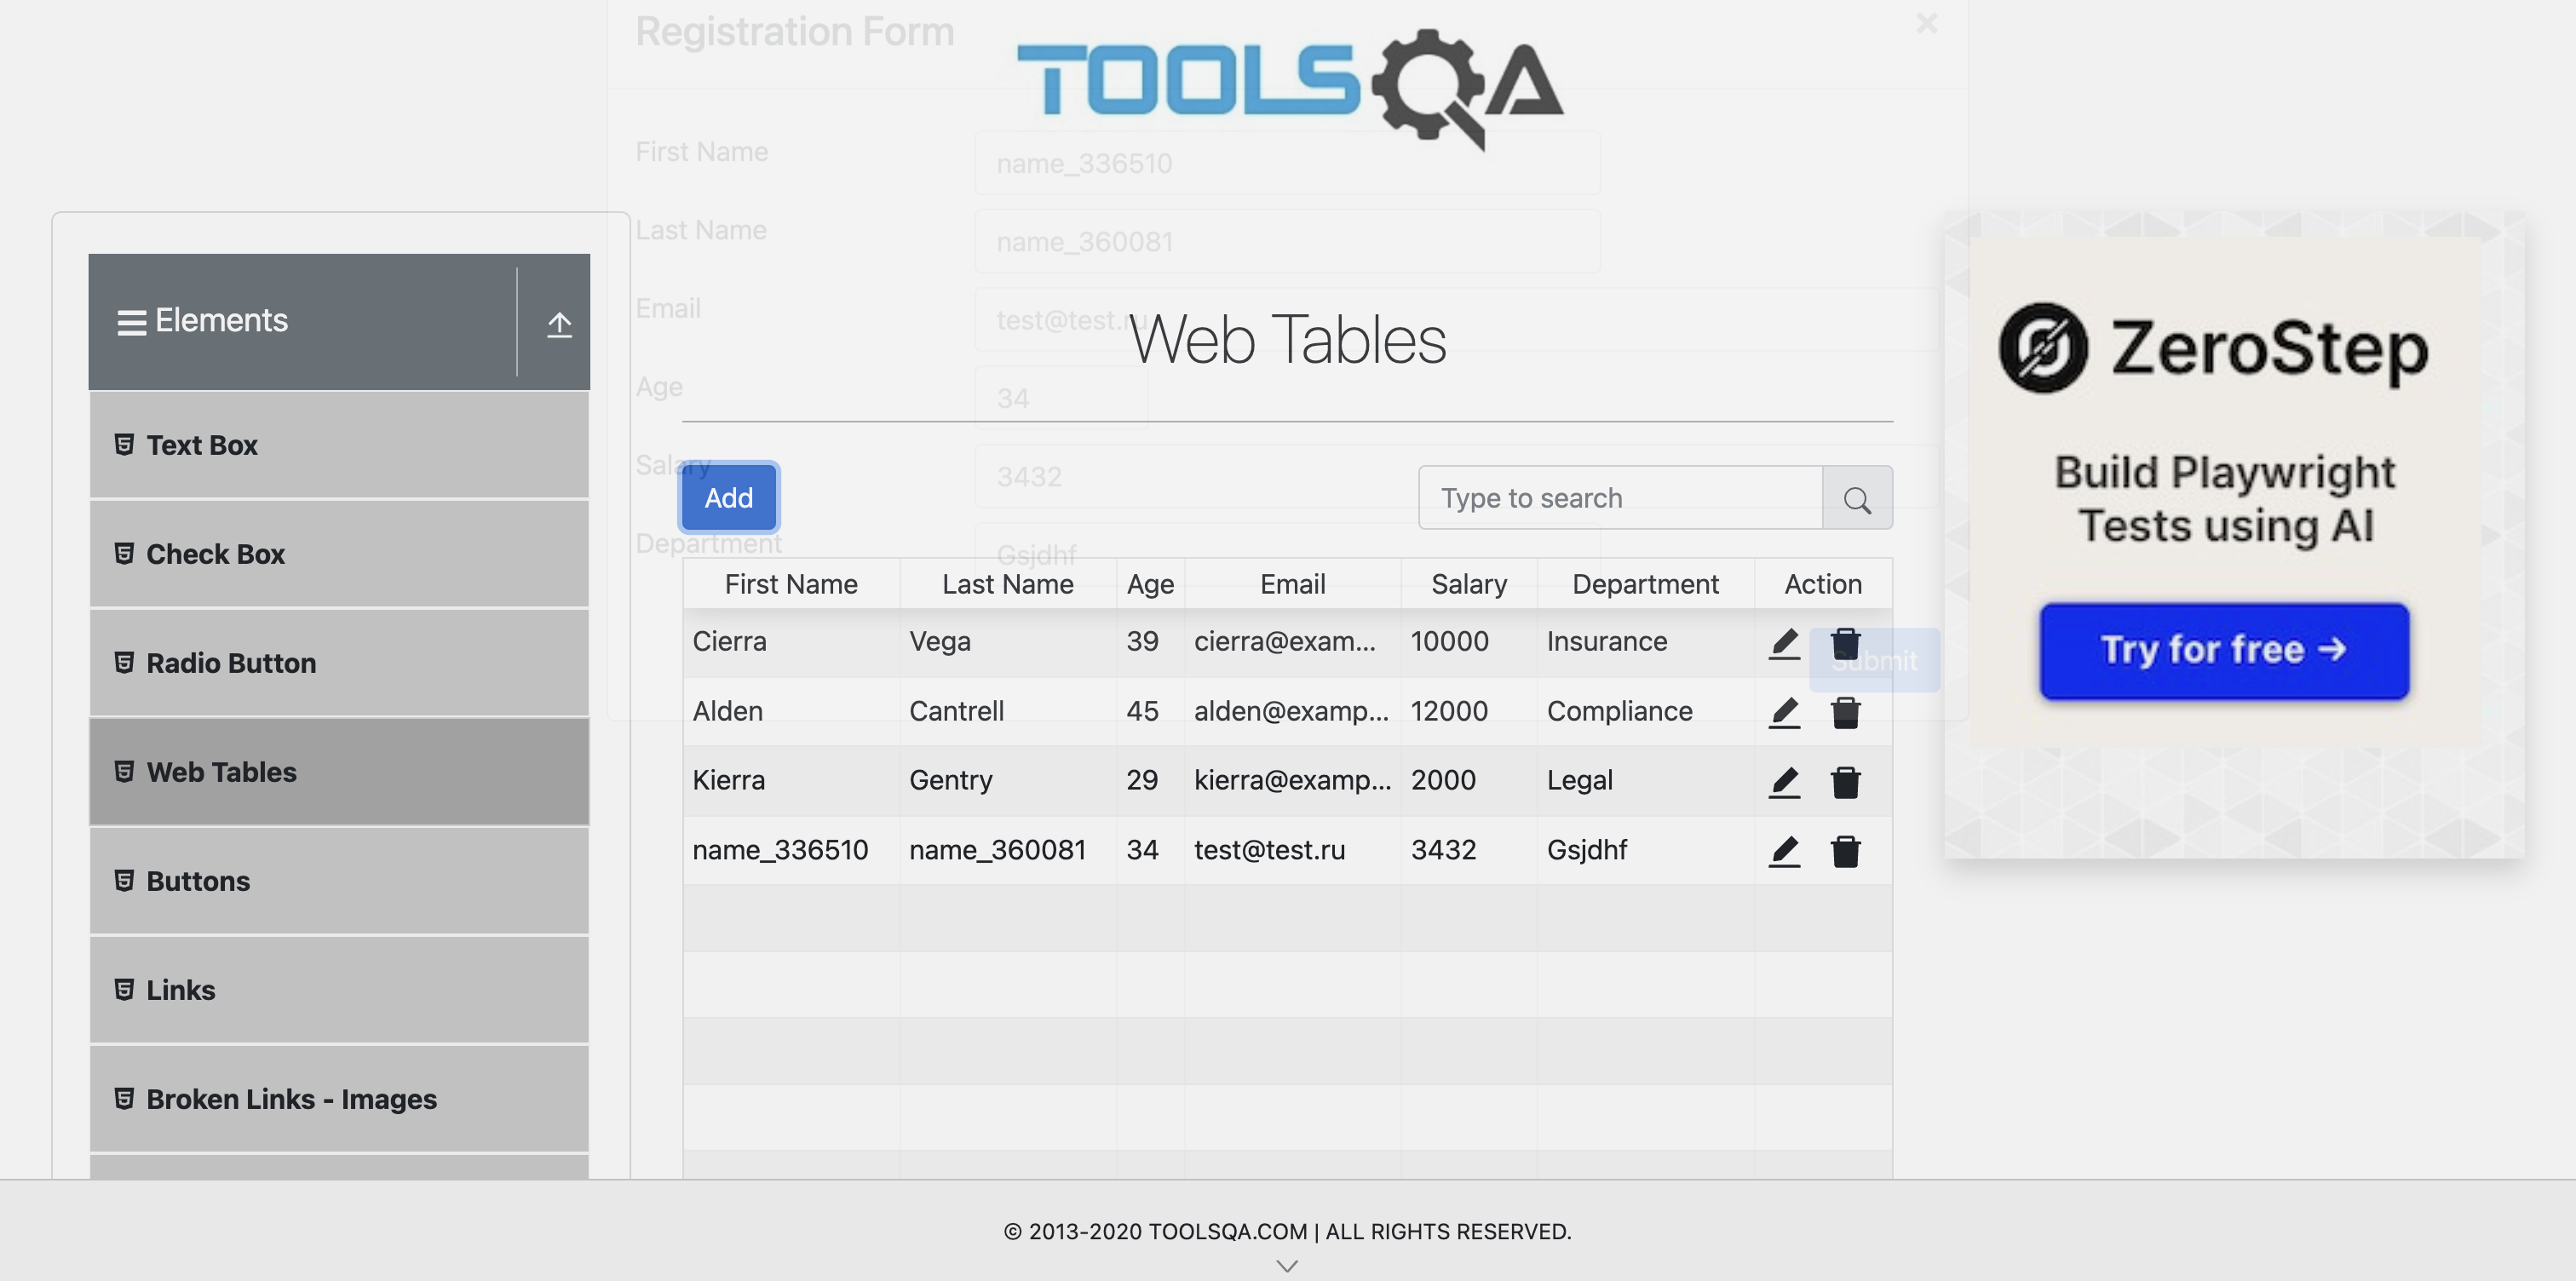 Registration Form
×
TOOLSQA
First Name
name_336510
Last Name
name_360081
Email
test@test.ru
Age
34
Salary
3432
Department
Gsjdhf
Submit
Elements
Text Box
Check Box
Radio Button
Web Tables
Buttons
Links
Broken Links - Images
Web Tables
Add
Type to search
First Name Last Name Age Email Salary Department Action
Cierra Vega 39 cierra@exam... 10000 Insurance
Alden Cantrell 45 alden@examp... 12000 Compliance
Kierra Gentry 29 kierra@examp... 2000 Legal
name_336510 name_360081 34 test@test.ru 3432 Gsjdhf
ZeroStep
Build Playwright
Tests using AI
Try for free →
© 2013-2020 TOOLSQA.COM | ALL RIGHTS RESERVED.